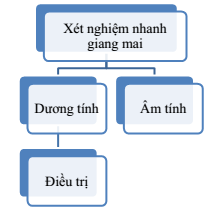 Xét nghiệm nhanh
giang mai
Dương tính
Âm tính
Điều trị